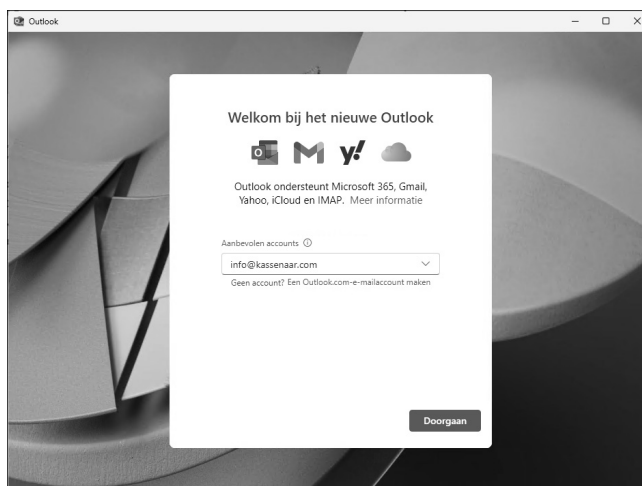 Outlook
Welkom bij het nieuwe Outlook
Outlook ondersteunt Microsoft 365, Gmail,
Yahoo, iCloud en IMAP. Meer informatie
Aanbevolen accounts
info@kassenaar.com
Geen account? Een Outlook.com-e-mailaccount maken
Doorgaan